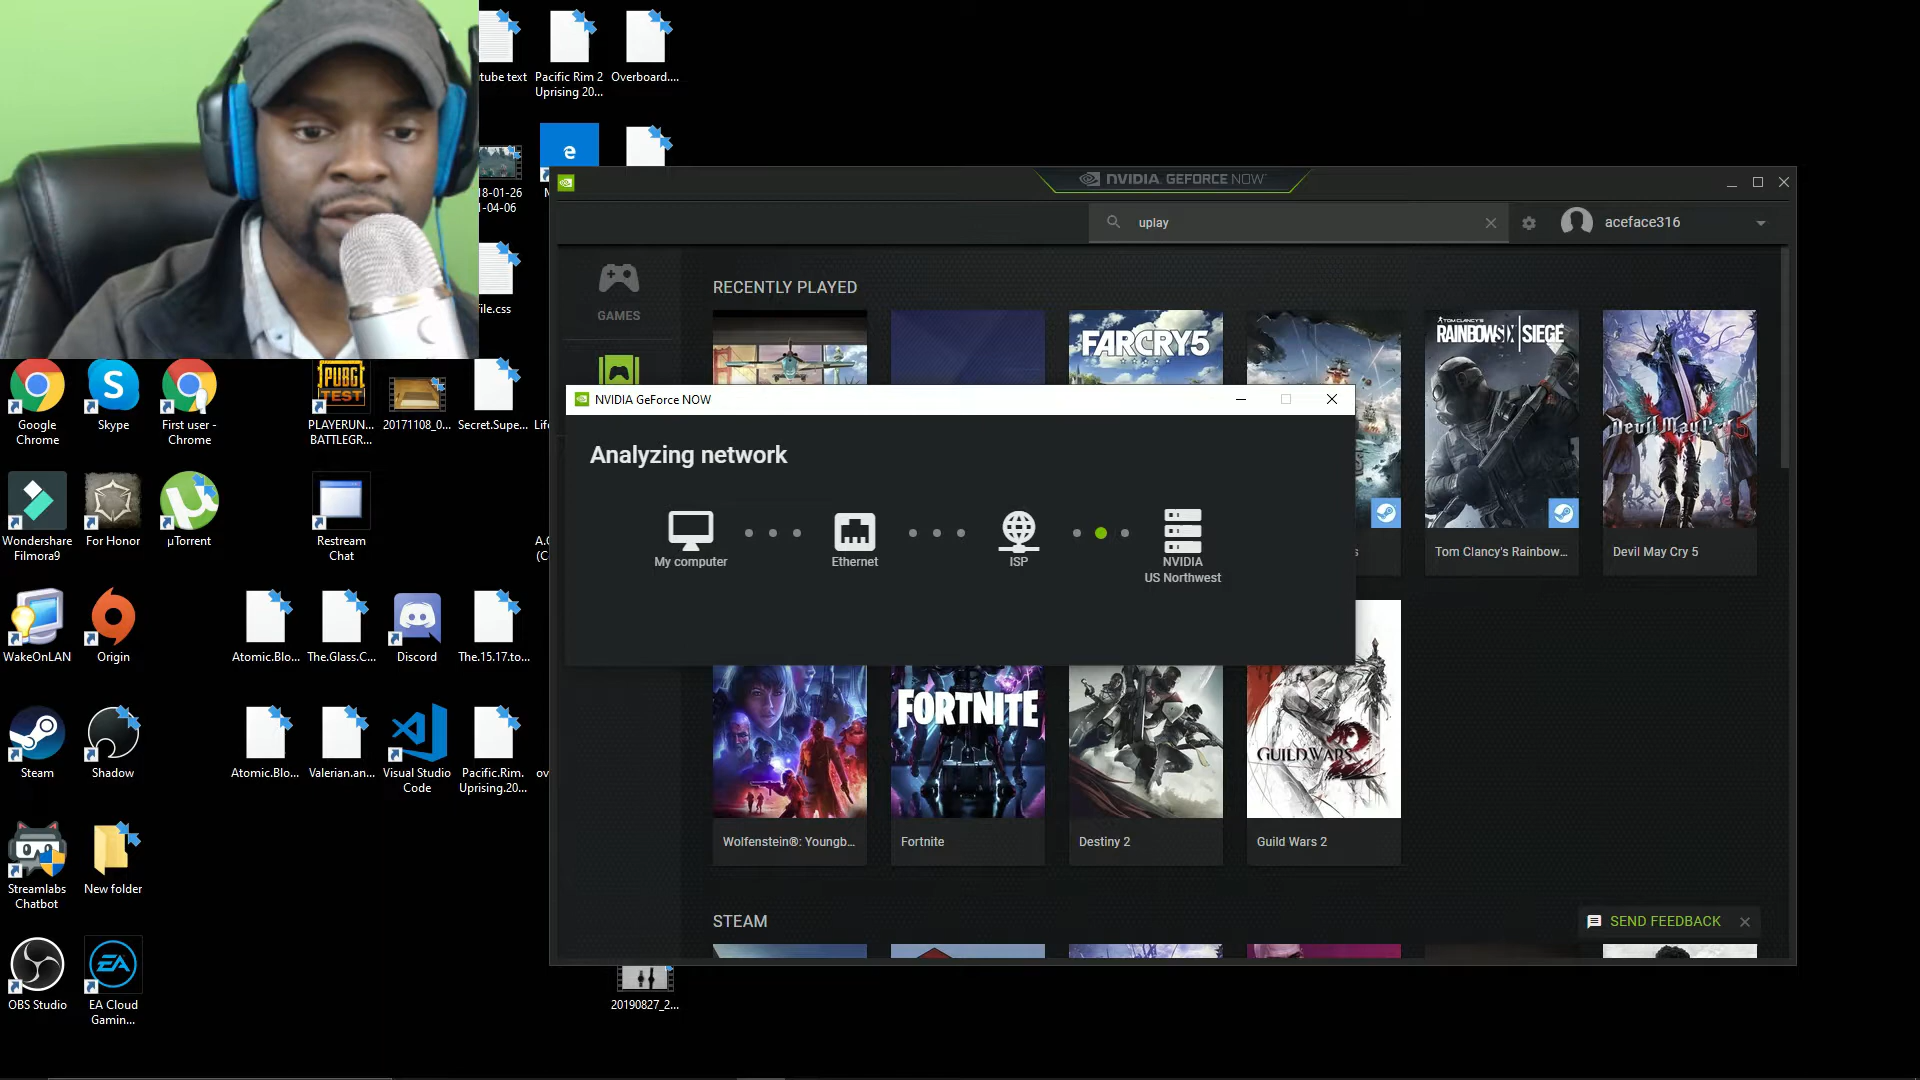 tube text
Pacific Rim 2
Uprising 20...
Overboard....
18-01-26
1-04-06
file.css
Google
Chrome
Skype
First user -
Chrome
PLAYERUN...
BATTLEGR...
20171108_0...
Secret.Supe...
Wondershare
Filmora9
For Honor
µTorrent
Restream
Chat
WakeOnLAN
Origin
Atomic.Blo...
The.Glass.C...
Discord
The.15.17.to...
Steam
Shadow
Atomic.Blo...
Valerian.an...
Visual Studio
Code
Pacific.Rim.
Uprising.20...
Streamlabs
Chatbot
New folder
OBS Studio
EA Cloud
Gamin...
20190827_2...
PUBG
TEST
EA
NVIDIA GEFORCE NOW
uplay
aceface316
GAMES
RECENTLY PLAYED
FARCRY5
TOM CLANCY'S
RAINBOW SIX SIEGE
Devil May Cry 5
Tom Clancy's Rainbow...
Devil May Cry 5
NVIDIA GeForce NOW
Analyzing network
My computer
Ethernet
ISP
NVIDIA
US Northwest
FORTNITE
GUILD WARS 2
Wolfenstein®: Youngb...
Fortnite
Destiny 2
Guild Wars 2
STEAM
SEND FEEDBACK